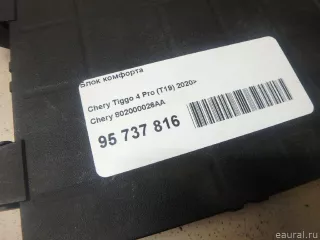 Блок комфорта
Chery Tiggo 4 Pro (T19) 2020>
Chery 802000026AA
95 737 816
eaural.ru